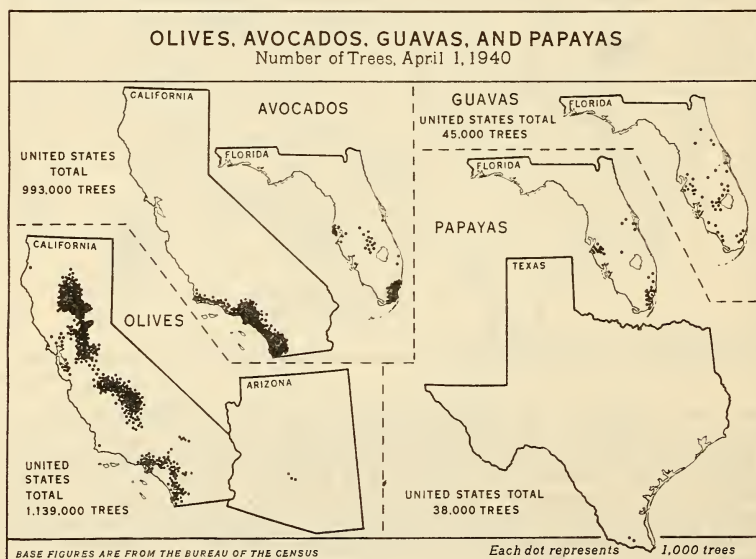 OLIVES, AVOCADOS, GUAVAS, AND PAPAYAS
Number of Trees, April 1, 1940
CALIFORNIA
AVOCADOS
FLORIDA
UNITED STATES
TOTAL
993,000 TREES
GUAVAS
UNITED STATES TOTAL
45,000 TREES
FLORIDA
FLORIDA
PAPAYAS
TEXAS
UNITED STATES TOTAL
38,000 TREES
CALIFORNIA
OLIVES
ARIZONA
UNITED
STATES
TOTAL
1,139,000 TREES
BASE FIGURES ARE FROM THE BUREAU OF THE CENSUS
Each dot represents 1,000 trees